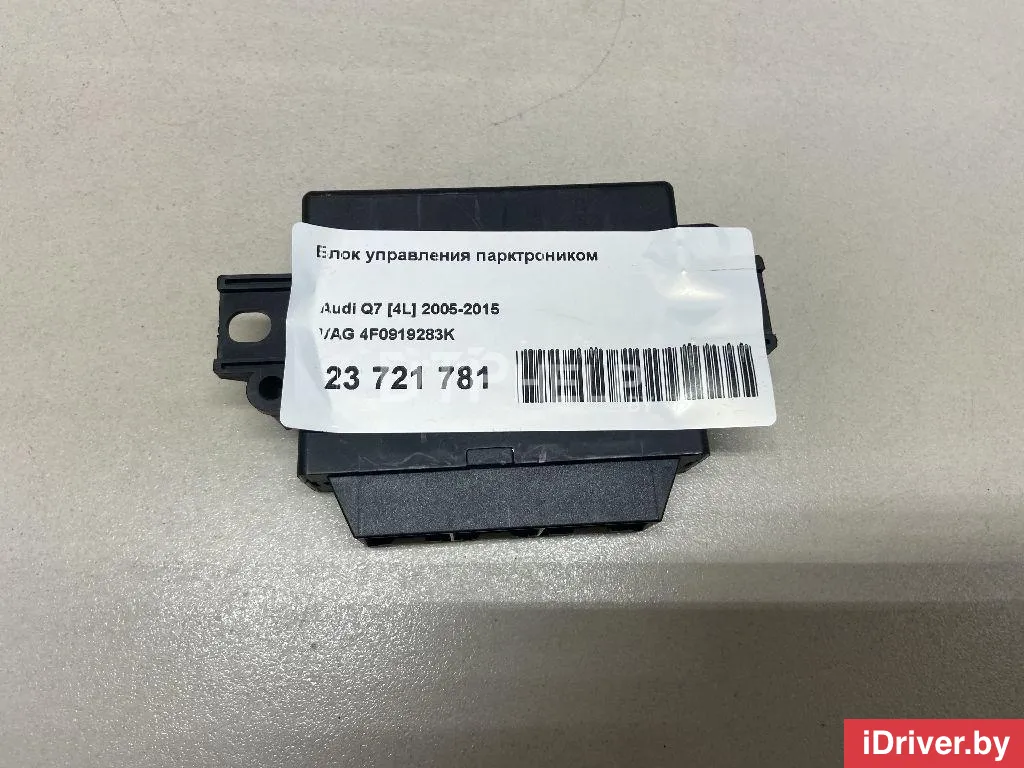 Блок управления парктроником
Audi Q7 [4L] 2005-2015
VAG 4F0919283K
23 721 781
iDriver.by